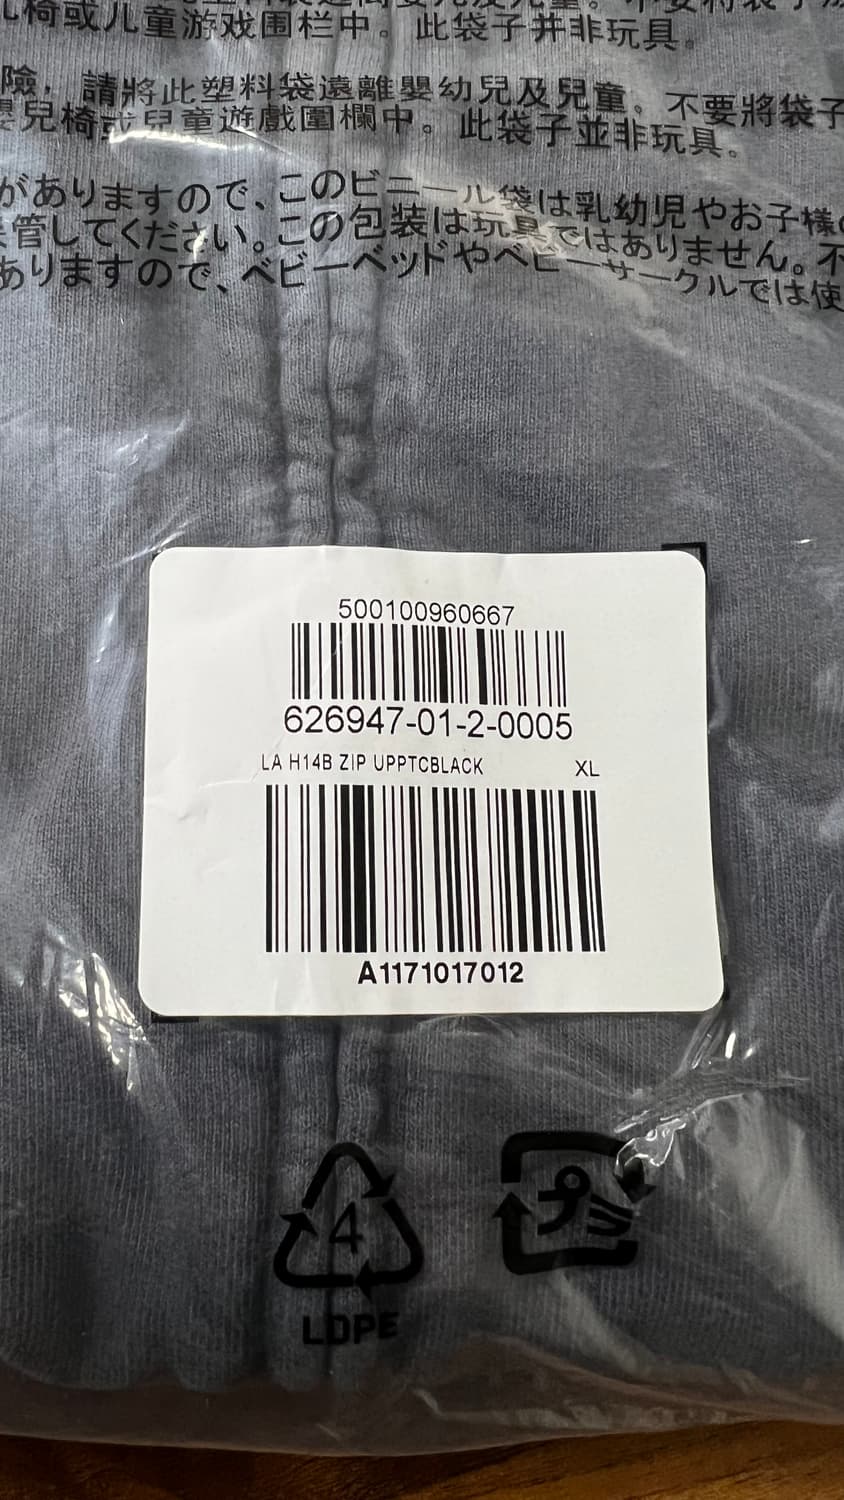 儿椅或儿童游戏围栏中。此袋子并非玩具。
險，請將此塑料袋遠離嬰幼兒及兒童。不要將袋子
嬰兒椅或兒童遊戲圍欄中。此袋子並非玩具。
がありますので、このビニール袋は乳幼児やお子様の
管してください。この包装は玩具ではありません。不
ありますので、ベビーベッドやベビーサークルでは使
500100960667
626947-01-2-0005
LA H14B ZIP UPPTCBLACK XL
A1171017012
4
プラ
LDPE